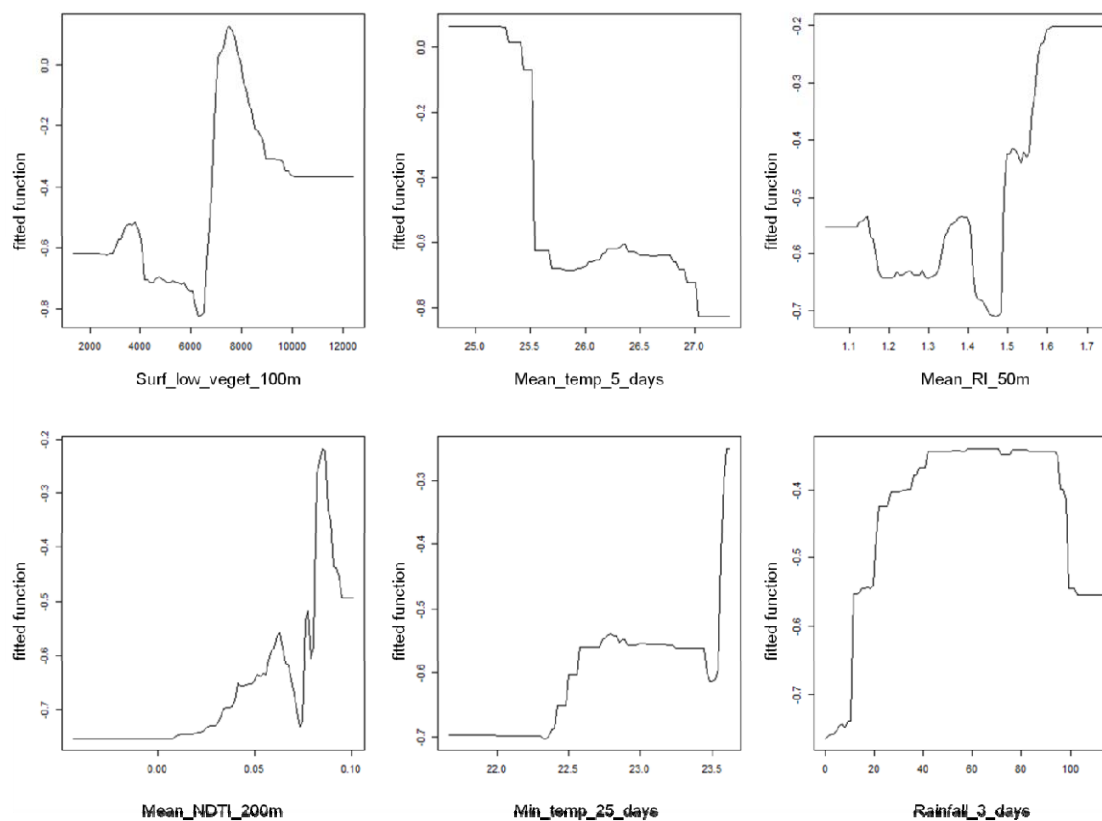 fitted function
0.0
-0.2
-0.4
-0.6
-0.8
2000 4000 6000 8000 10000 12000
Surf_low_veget_100m
fitted function
0.0
-0.2
-0.4
-0.6
-0.8
25.0 25.5 26.0 26.5 27.0
Mean_temp_5_days
fitted function
-0.2
-0.3
-0.4
-0.5
-0.6
-0.7
1.1 1.2 1.3 1.4 1.5 1.6 1.7
Mean_RI_50m
fitted function
-0.2
-0.3
-0.4
-0.5
-0.6
-0.7
0.00 0.05 0.10
Mean_NDTI_200m
fitted function
-0.3
-0.4
-0.5
-0.6
-0.7
22.0 22.5 23.0 23.5
Min_temp_25_days
fitted function
-0.4
-0.5
-0.6
-0.7
0 20 40 60 80 100
Rainfall_3_days